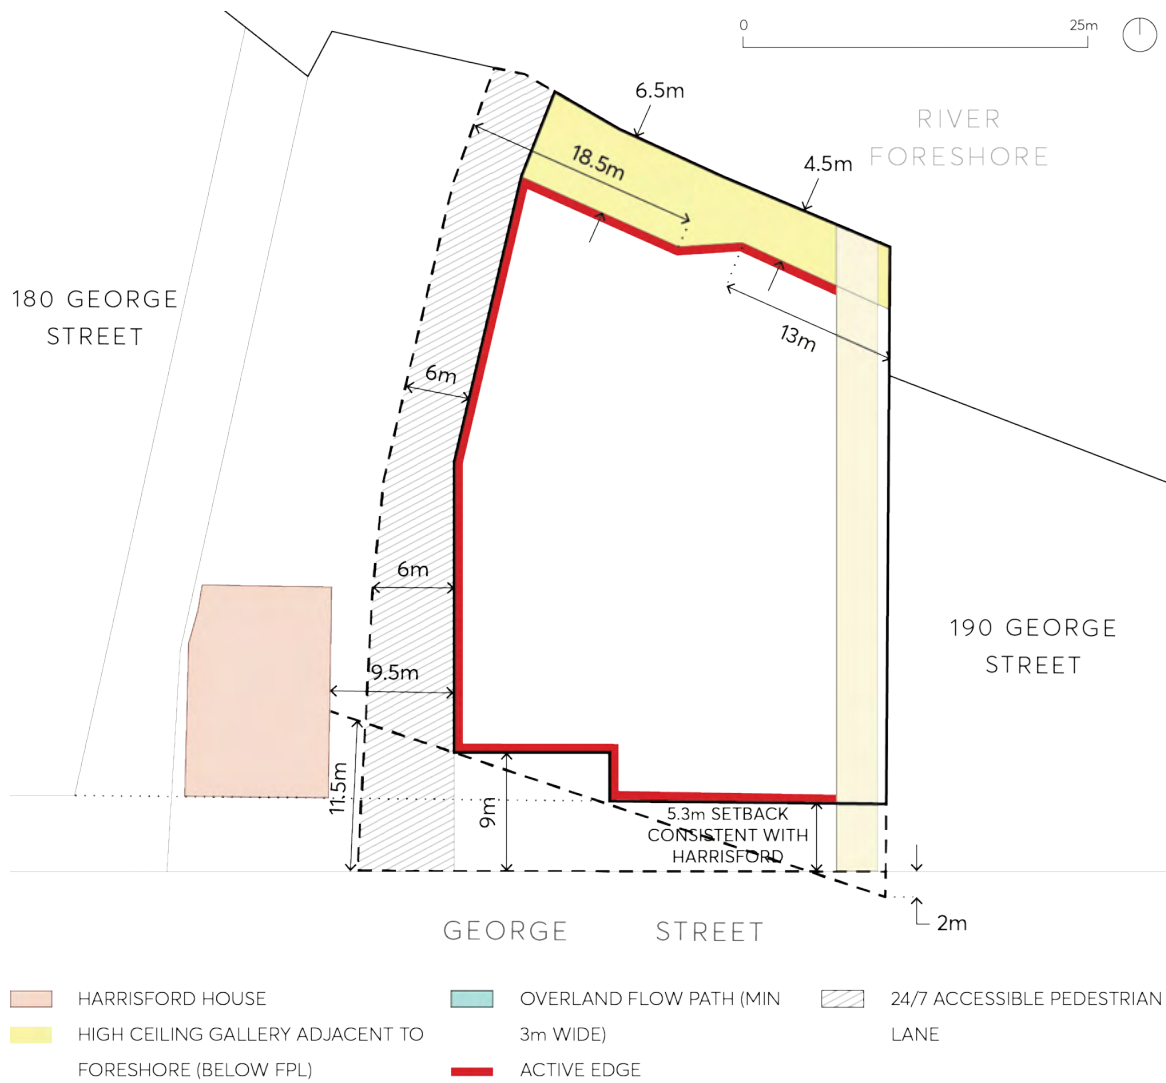 0
25m
6.5m
RIVER
FORESHORE
18.5m
4.5m
180 GEORGE
STREET
13m
6m
6m
190 GEORGE
STREET
9.5m
11.5m
9m
5.3m SETBACK
CONSISTENT WITH
HARRISFORD
2m
GEORGE STREET
HARRISFORD HOUSE
HIGH CEILING GALLERY ADJACENT TO
FORESHORE (BELOW FPL)
OVERLAND FLOW PATH (MIN
3m WIDE)
ACTIVE EDGE
24/7 ACCESSIBLE PEDESTRIAN
LANE